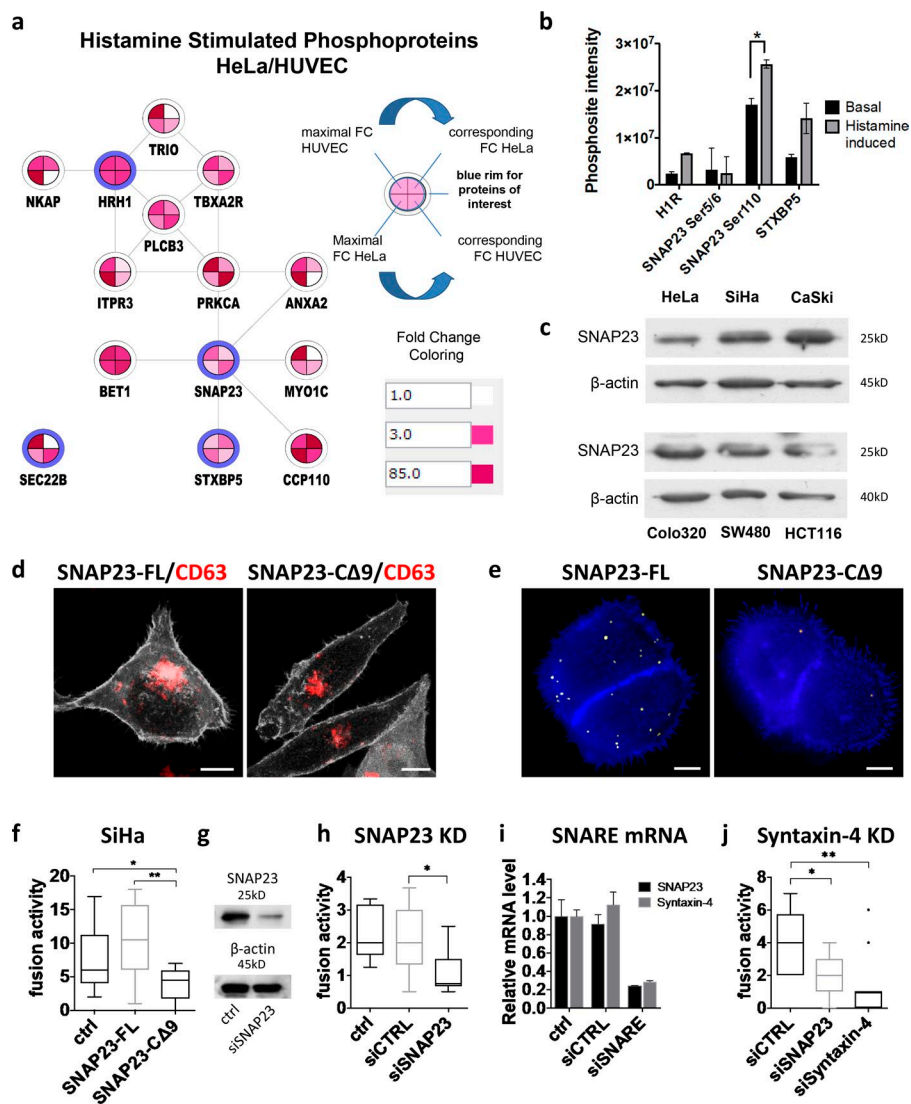 a
Histamine Stimulated Phosphoproteins
HeLa/HUVEC
TRIO
NKAP
HRH1
TBXA2R
PLCB3
ITPR3
PRKCA
ANXA2
BET1
SNAP23
MYO1C
SEC22B
STXBP5
CCP110
maximal FC
HUVEC
corresponding
FC HeLa
blue rim for
proteins of
interest
Maximal
FC HeLa
corresponding
FC HUVEC
Fold Change
Coloring
1.0
3.0
85.0
b
Phosphosite intensity
3×10⁷
2×10⁷
1×10⁷
0
*
Basal
Histamine
induced
H1R
SNAP23 Ser5/6
SNAP23 Ser110
STXBP5
c
HeLa SiHa CaSki
SNAP23 25kD
β-actin 45kD
SNAP23 25kD
β-actin 40kD
Colo320 SW480 HCT116
d
SNAP23-FL/CD63 SNAP23-CΔ9/CD63
e
SNAP23-FL SNAP23-CΔ9
f
SiHa
fusion activity
20
15
10
5
0
*
**
ctrl
SNAP23-FL
SNAP23-CΔ9
g
SNAP23
25kD
β-actin
45kD
ctrl
siSNAP23
h
SNAP23 KD
fusion activity
4
3
2
1
0
*
ctrl
siCTRL
siSNAP23
i
SNARE mRNA
Relative mRNA level
1.4
1.2
1.0
0.8
0.6
0.4
0.2
0
SNAP23
Syntaxin-4
ctrl
siCTRL
siSNARE
j
Syntaxin-4 KD
fusion activity
8
6
4
2
0
**
*
siCTRL
siSNAP23
siSyntaxin-4